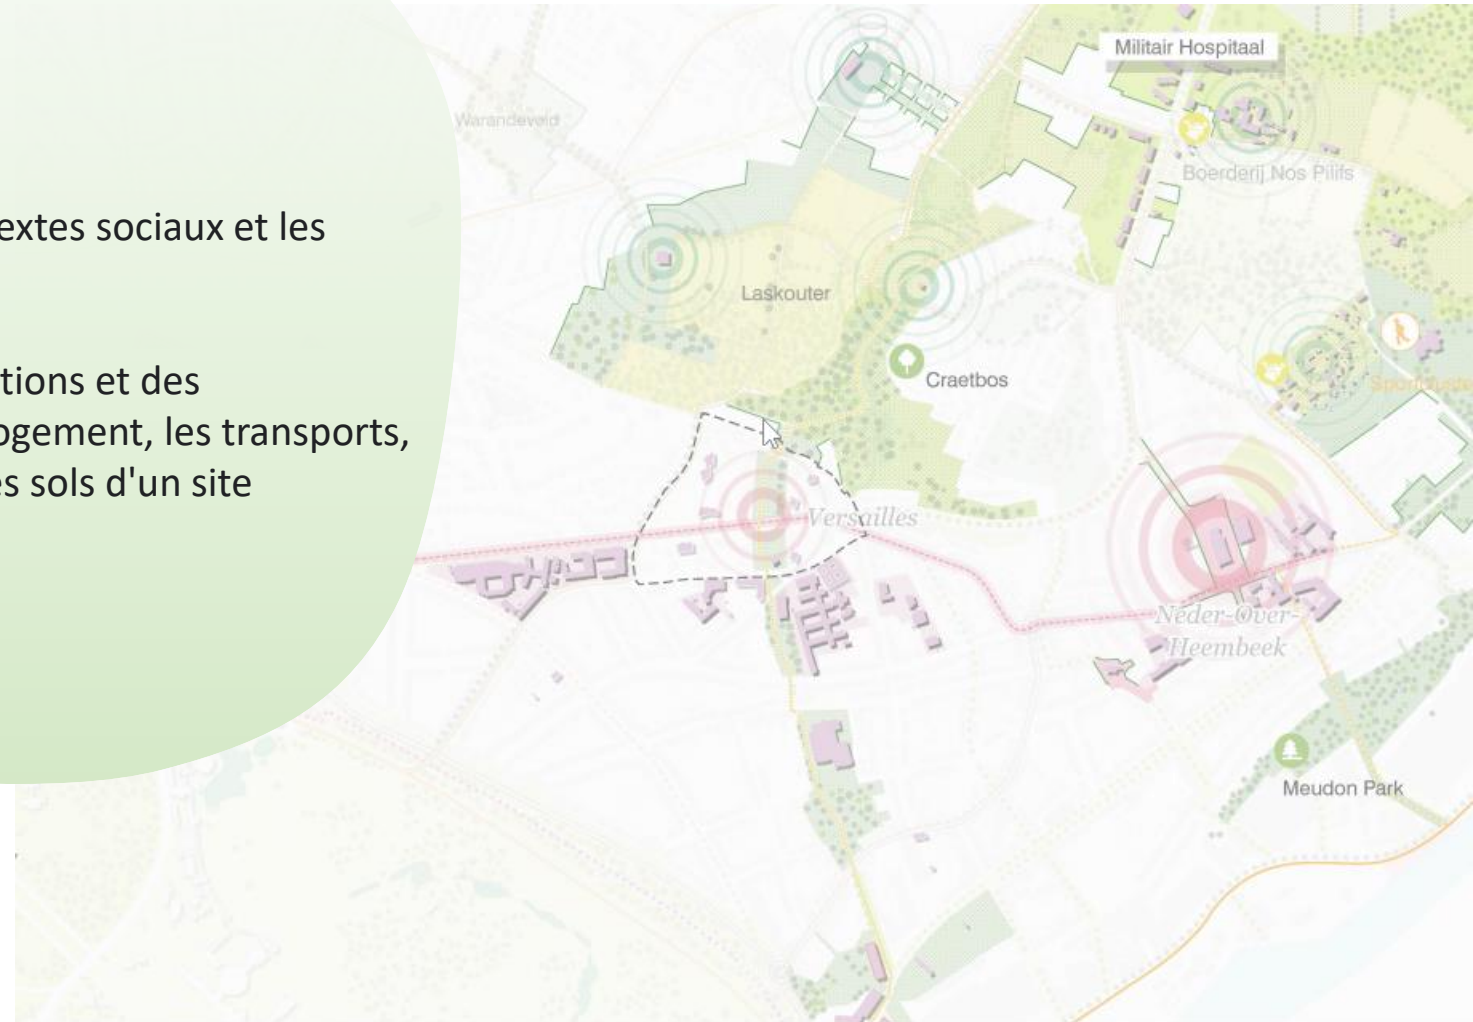 Militair Hospitaal
Warandeveld
Boerderij Nos Pilifs
extes sociaux et les
Laskouter
tions et des
Craetbos
ogement, les transports,
es sols d'un site
Versailles
Neder-Over-
Heembeek
Meudon Park